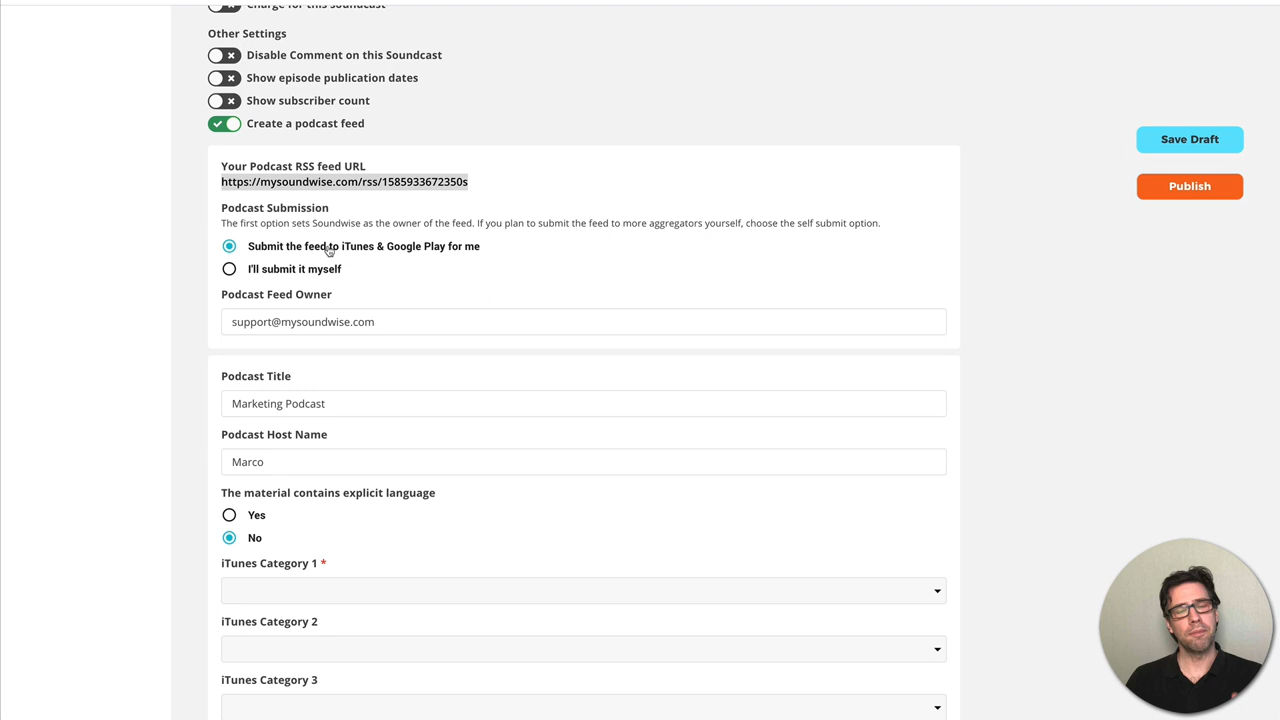 Charge for this soundcast
Other Settings
Disable Comment on this Soundcast
Show episode publication dates
Show subscriber count
Create a podcast feed
Save Draft
Your Podcast RSS feed URL
https://mysoundwise.com/rss/1585933672350s
Publish
Podcast Submission
The first option sets Soundwise as the owner of the feed. If you plan to submit the feed to more aggregators yourself, choose the self submit option.
Submit the feed to iTunes & Google Play for me
I'll submit it myself
Podcast Feed Owner
support@mysoundwise.com
Podcast Title
Marketing Podcast
Podcast Host Name
Marco
The material contains explicit language
Yes
No
iTunes Category 1 *
iTunes Category 2
iTunes Category 3